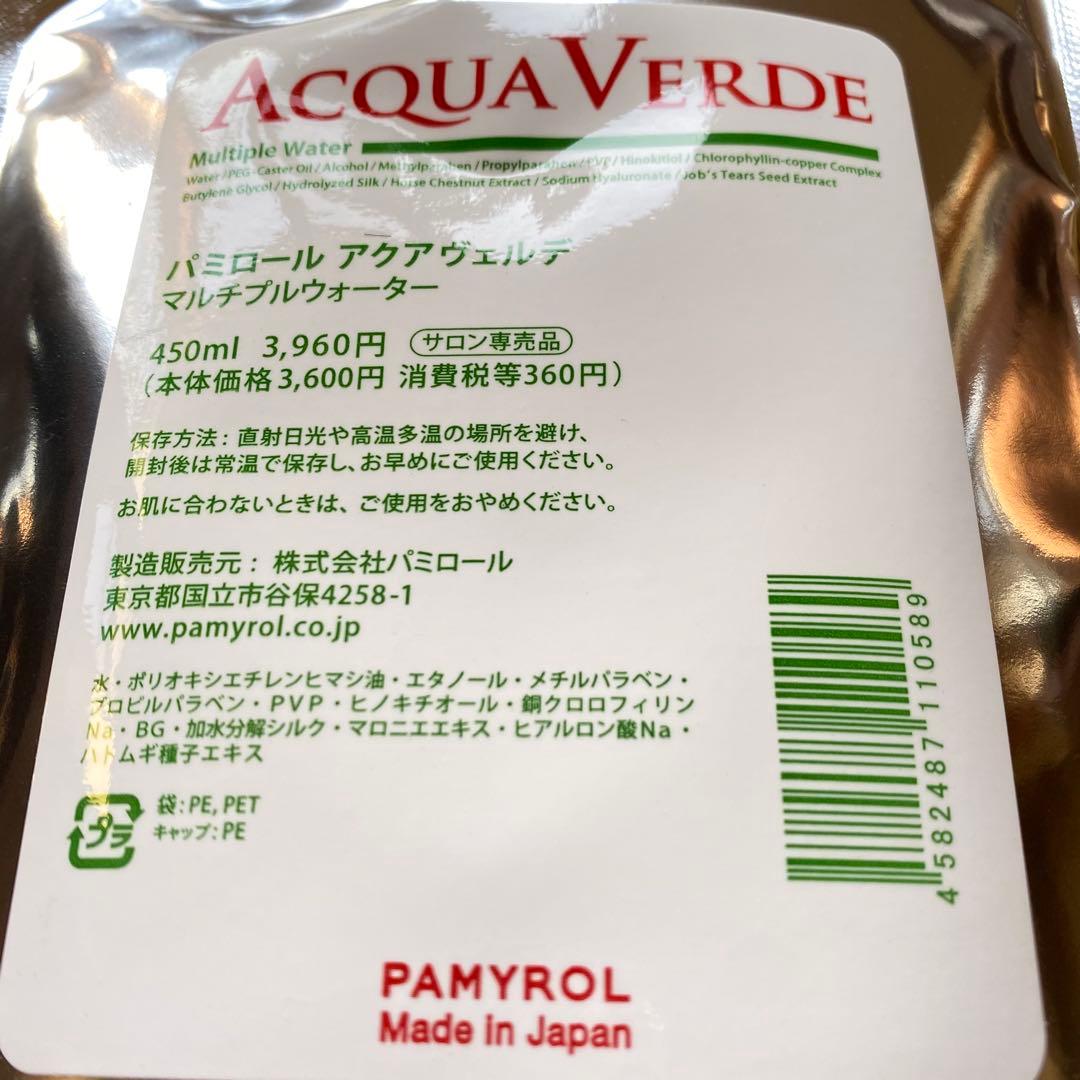 ACQUA VERDE
Multiple Water
Water / PEG-Caster Oil / Alcohol / Methylparaben / Propylparaben / PVP / Hinokitiol / Chlorophyllin-copper Complex
Butylene Glycol / Hydrolyzed Silk / Horse Chestnut Extract / Sodium Hyaluronate / Job's Tears Seed Extract
パミロール アクアヴェルデ
マルチプルウォーター
450ml 3,960円 サロン専売品
(本体価格3,600円 消費税等360円)
保存方法：直射日光や高温多温の場所を避け、
開封後は常温で保存し、お早めにご使用ください。
お肌に合わないときは、ご使用をおやめください。
製造販売元：株式会社パミロール
東京都国立市谷保4258-1
www.pamyrol.co.jp
水・ポリオキシエチレンヒマシ油・エタノール・メチルパラベン・
プロピルパラベン・PVP・ヒノキチオール・銅クロロフィリン
Na・BG・加水分解シルク・マロニエエキス・ヒアルロン酸Na・
ハトムギ種子エキス
プラ
袋：PE, PET
キャップ：PE
4 582487 110589
PAMYROL
Made in Japan